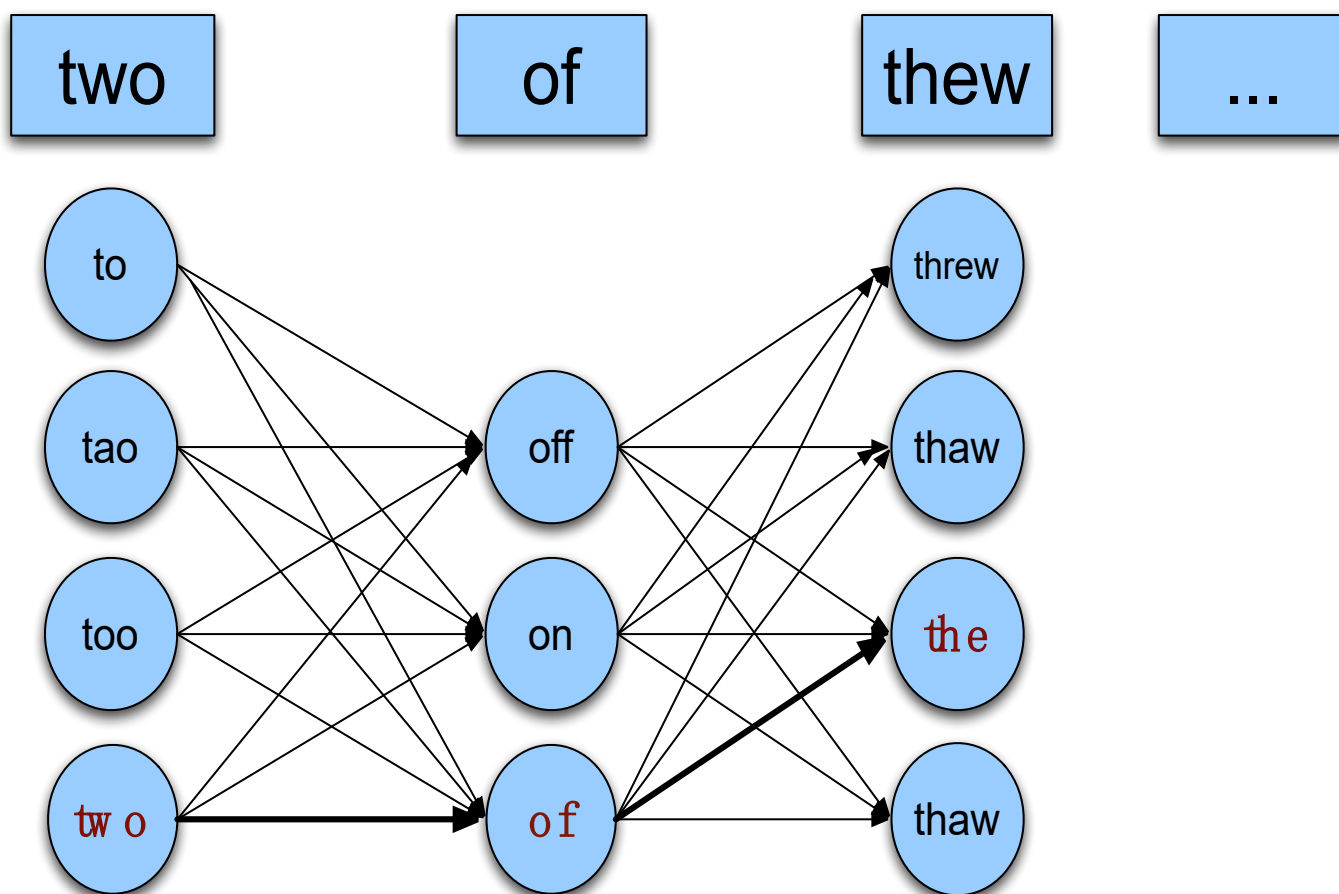 two of thew ...
to threw
tao off thaw
too on the
two of thaw